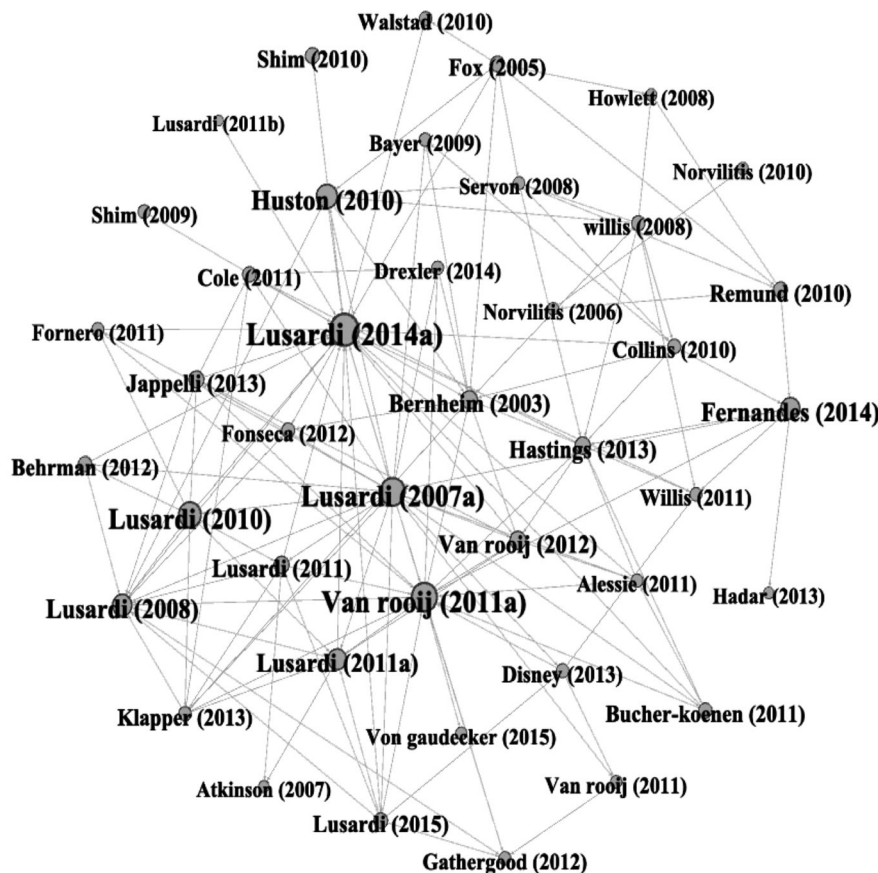 Walstad (2010)
Shim (2010)
Fox (2005)
Howlett (2008)
Lusardi (2011b)
Bayer (2009)
Norvilitis (2010)
Servon (2008)
Huston (2010)
Shim (2009)
willis (2008)
Cole (2011)
Drexler (2014)
Remund (2010)
Norvilitis (2006)
Fornero (2011)
Lusardi (2014a)
Collins (2010)
Jappelli (2013)
Bernheim (2003)
Fernandes (2014)
Fonseca (2012)
Hastings (2013)
Behrman (2012)
Lusardi (2007a)
Willis (2011)
Lusardi (2010)
Van rooij (2012)
Lusardi (2011)
Alessie (2011)
Hadar (2013)
Lusardi (2008)
Van rooij (2011a)
Lusardi (2011a)
Disney (2013)
Klapper (2013)
Bucher-koenen (2011)
Von gaudecker (2015)
Atkinson (2007)
Van rooij (2011)
Lusardi (2015)
Gathergood (2012)